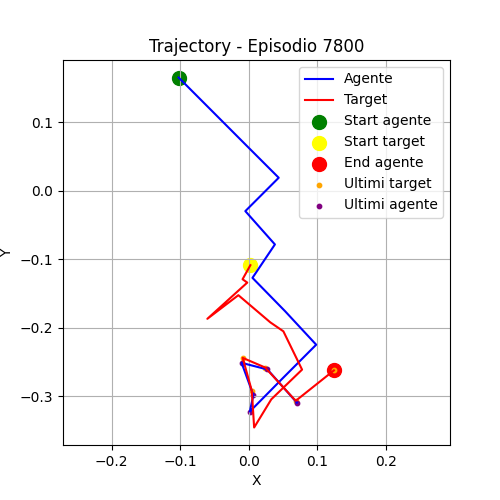 Trajectory - Episodio 7800
Agente
Target
Start agente
Start target
End agente
Ultimi target
Ultimi agente
0.1
0.0
−0.1
−0.2
−0.3
Y
−0.2
−0.1
0.0
0.1
0.2
X